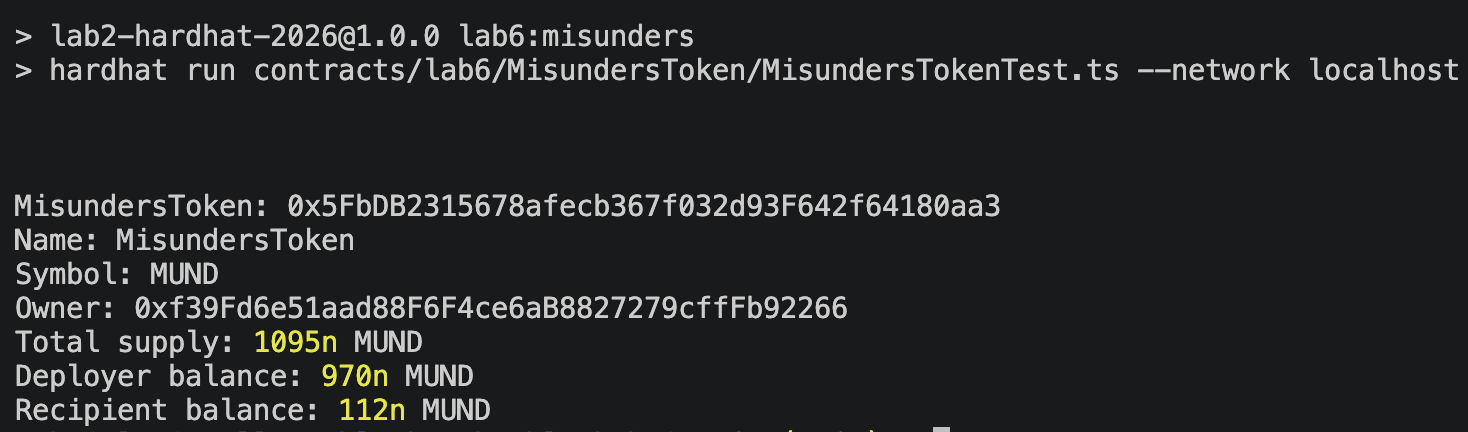 > lab2-hardhat-2026@1.0.0 lab6:misunders
> hardhat run contracts/lab6/MisundersToken/MisundersTokenTest.ts --network localhost
MisundersToken: 0x5FbDB2315678afecb367f032d93F642f64180aa3
Name: MisundersToken
Symbol: MUND
Owner: 0xf39Fd6e51aad88F6F4ce6aB8827279cffFb92266
Total supply: 1095n MUND
Deployer balance: 970n MUND
Recipient balance: 112n MUND